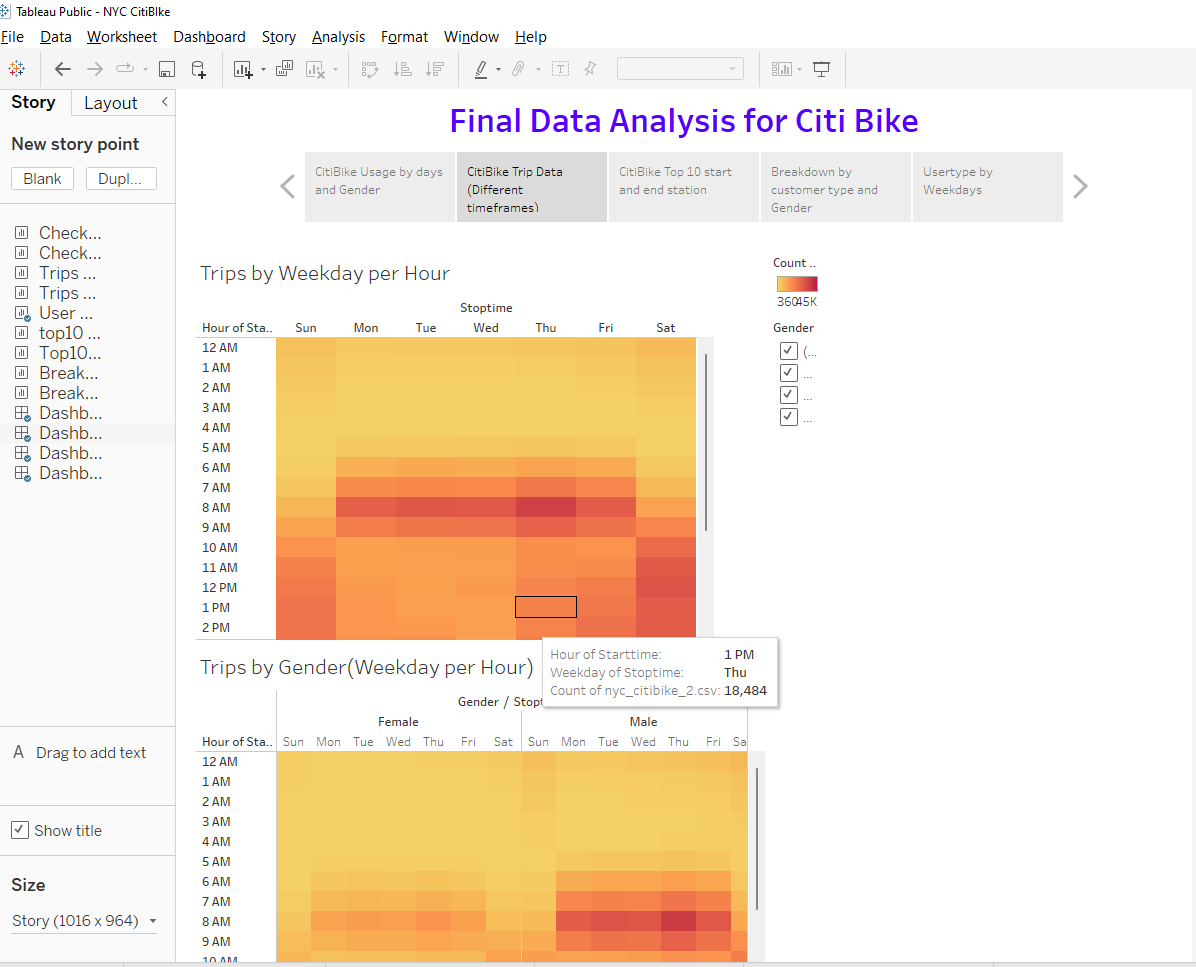 Tableau Public - NYC CitiBIke
File Data Worksheet Dashboard Story Analysis Format Window Help
Story Layout
New story point
Blank Dupl...
Check...
Check...
Trips ...
Trips ...
User ...
top10 ...
Top10...
Break...
Break...
Dashb...
Dashb...
Dashb...
Dashb...
A Drag to add text
Show title
Size
Story (1016 x 964)
Final Data Analysis for Citi Bike
CitiBike Usage by days
and Gender
CitiBike Trip Data
(Different
timeframes)
CitiBike Top 10 start
and end station
Breakdown by
customer type and
Gender
Usertype by
Weekdays
Trips by Weekday per Hour
Stoptime
Hour of Sta.. Sun Mon Tue Wed Thu Fri Sat
12 AM
1 AM
2 AM
3 AM
4 AM
5 AM
6 AM
7 AM
8 AM
9 AM
10 AM
11 AM
12 PM
1 PM
2 PM
Count ..
Gender
(...
...
...
...
Hour of Starttime: 1 PM
Weekday of Stoptime: Thu
Count of nyc_citibike_2.csv: 18,484
Trips by Gender(Weekday per Hour)
Gender / Stopt
Female Male
Hour of Sta.. Sun Mon Tue Wed Thu Fri Sat Sun Mon Tue Wed Thu Fri Sa
12 AM
1 AM
2 AM
3 AM
4 AM
5 AM
6 AM
7 AM
8 AM
9 AM
10 AM